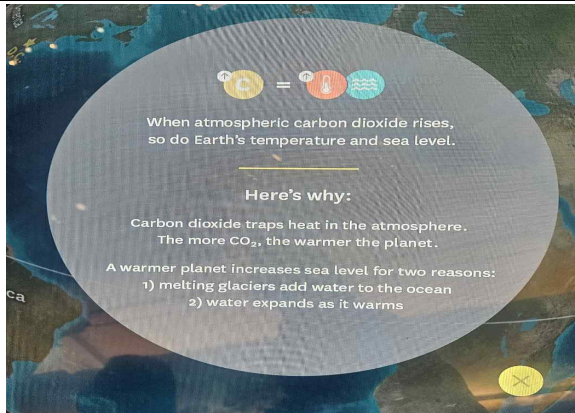 C =
When atmospheric carbon dioxide rises,
so do Earth's temperature and sea level.
Here's why:
Carbon dioxide traps heat in the atmosphere.
The more CO₂, the warmer the planet.
A warmer planet increases sea level for two reasons:
1) melting glaciers add water to the ocean
2) water expands as it warms
ca